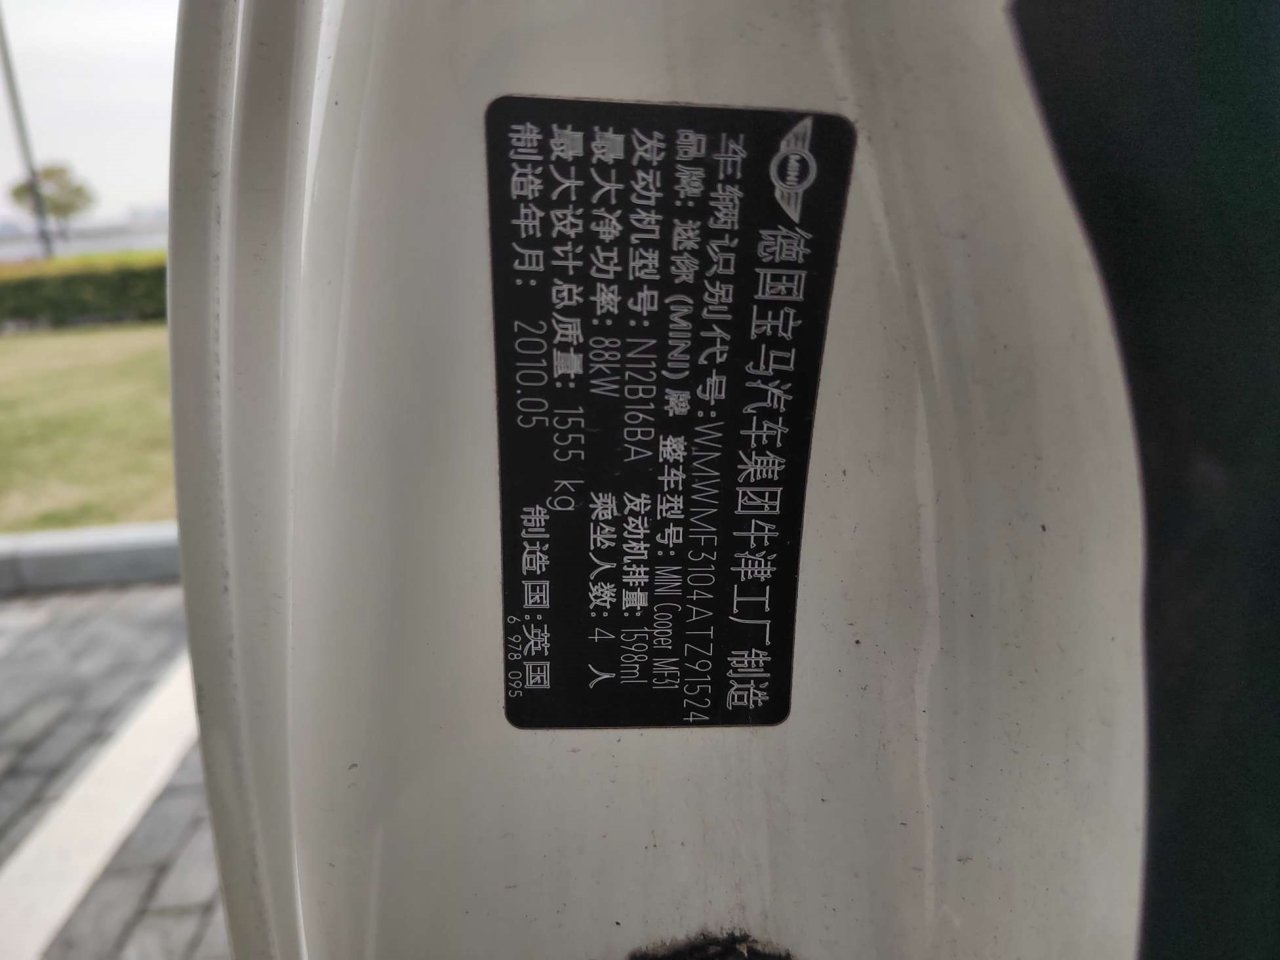 MINI
德国宝马汽车集团牛津工厂制造
车辆识别代号:WMWMF3104ATZ91524
品牌: 迷你 (MINI) 牌 整车型号: MINI Cooper MF31
发动机型号: N12B16BA 发动机排量: 1598ml
最大净功率: 88kW 乘坐人数: 4 人
最大设计总质量: 1555 kg
制造年月: 2010.05 制造国:英国
6 978 095